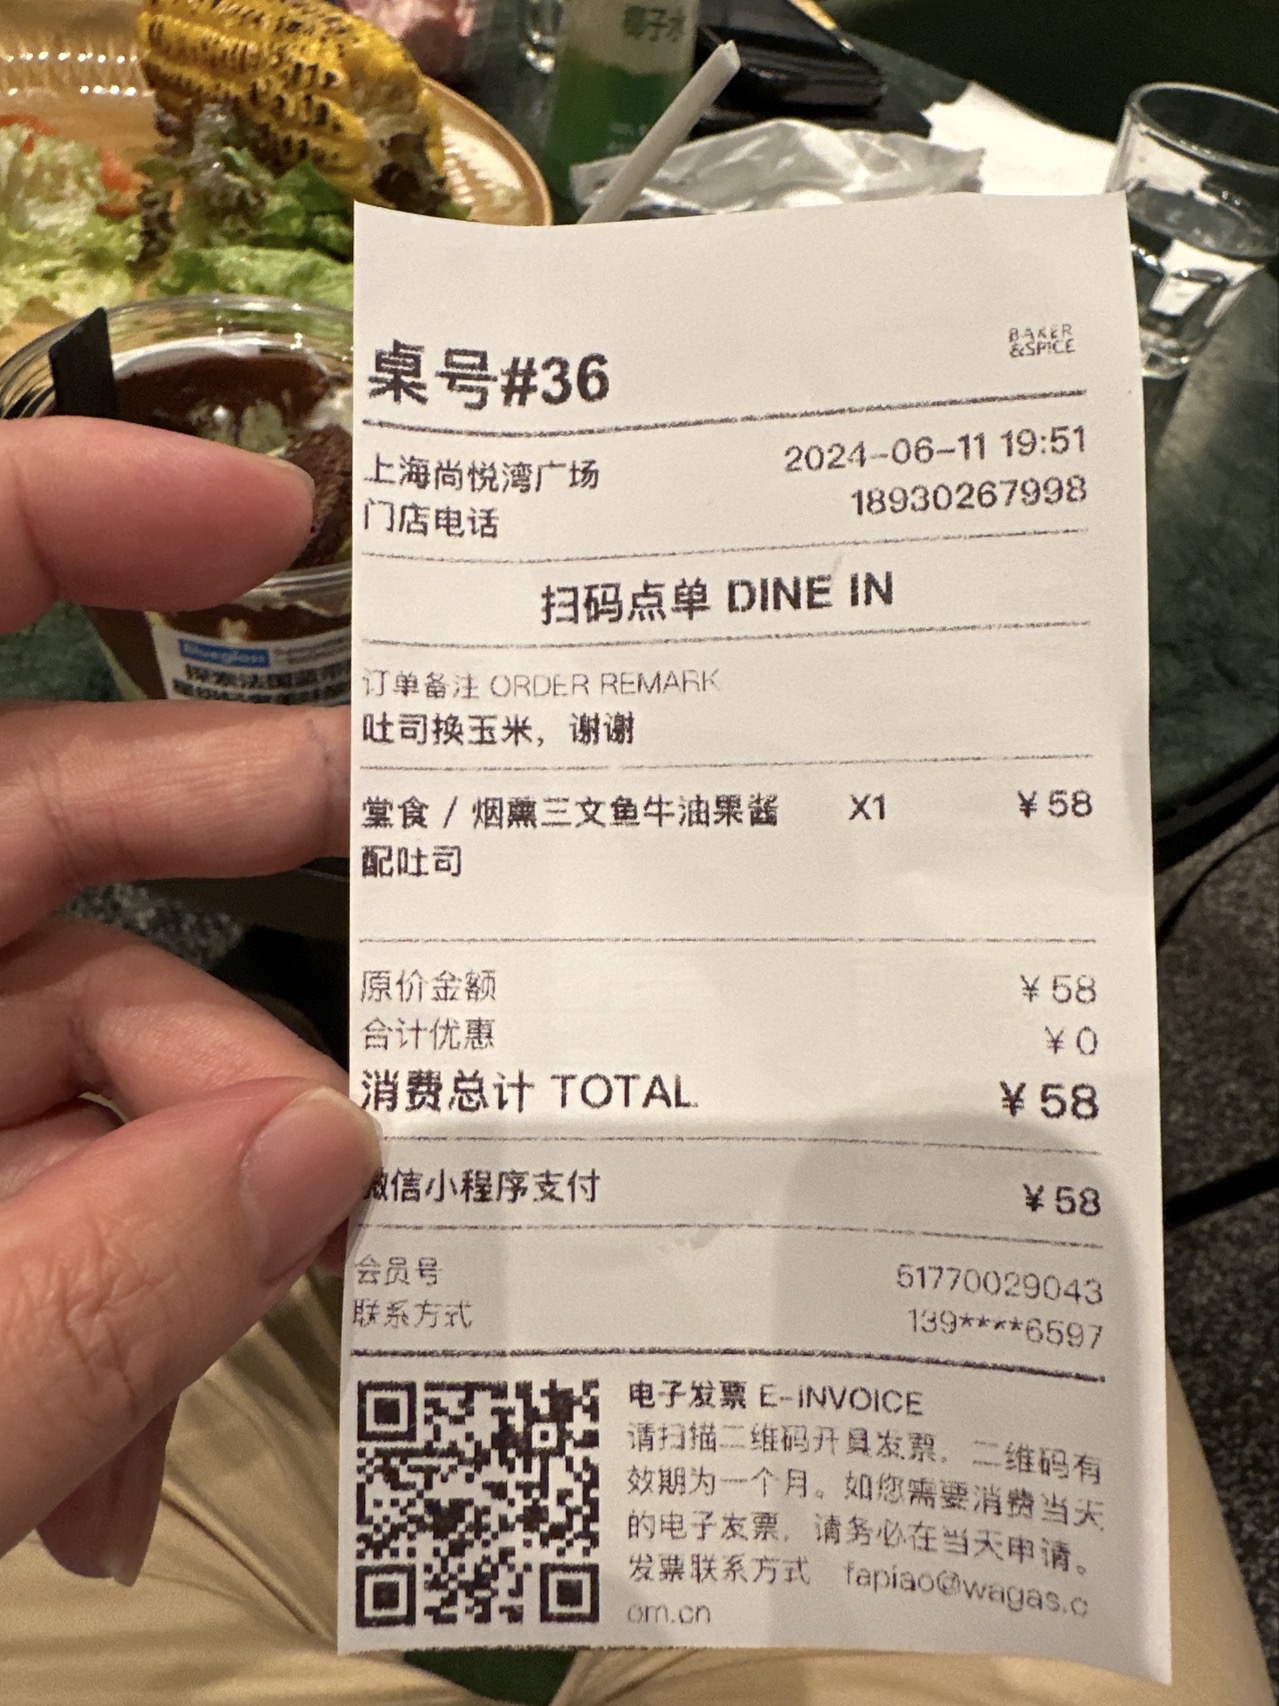 椰子水
BAKER
&SPICE
桌号#36
上海尚悦湾广场 2024-06-11 19:51
门店电话 18930267998
扫码点单 DINE IN
订单备注 ORDER REMARK
吐司换玉米，谢谢
堂食 / 烟熏三文鱼牛油果酱 X1 ¥58
配吐司
原价金额 ¥58
合计优惠 ¥0
消费总计 TOTAL ¥58
微信小程序支付 ¥58
会员号 51770029043
联系方式 139****6597
电子发票 E-INVOICE
请扫描二维码开具发票，二维码有
效期为一个月。如您需要消费当天
的电子发票，请务必在当天申请。
发票联系方式 fapiao@wagas.c
om.cn
Blueglass